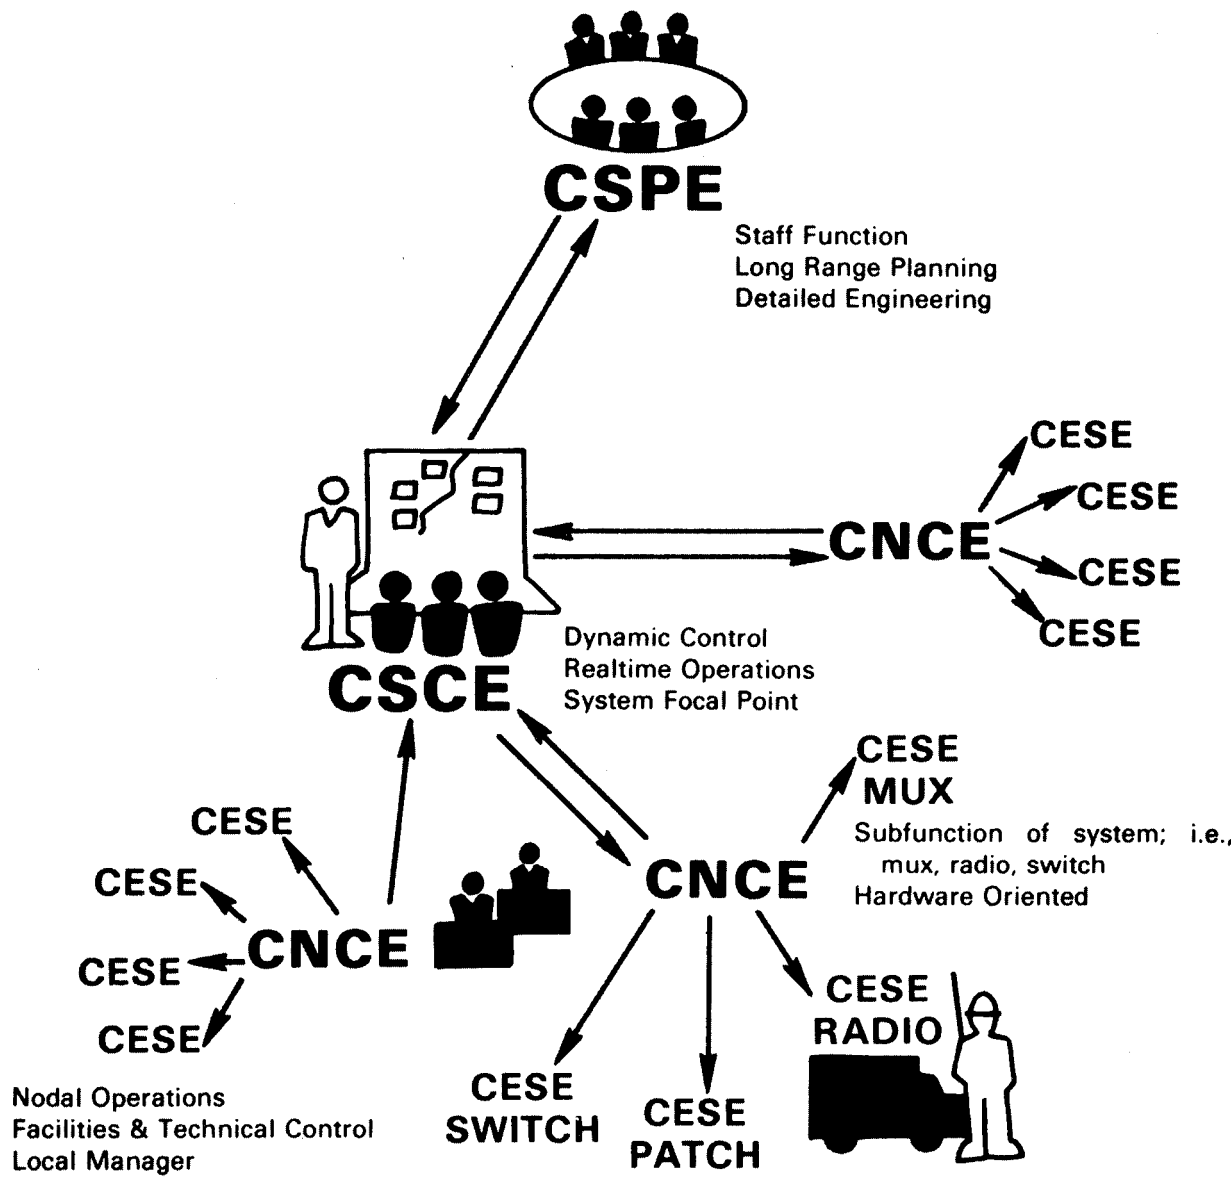 CSPE
Staff Function
Long Range Planning
Detailed Engineering
CESE
CESE
CNCE
CESE
CESE
Dynamic Control
Realtime Operations
System Focal Point
CSCE
CESE
MUX
Subfunction of system; i.e.,
mux, radio, switch
Hardware Oriented
CNCE
CESE
CESE
CNCE
CESE
CESE
Nodal Operations
Facilities & Technical Control
Local Manager
CESE
SWITCH
CESE
PATCH
CESE
RADIO